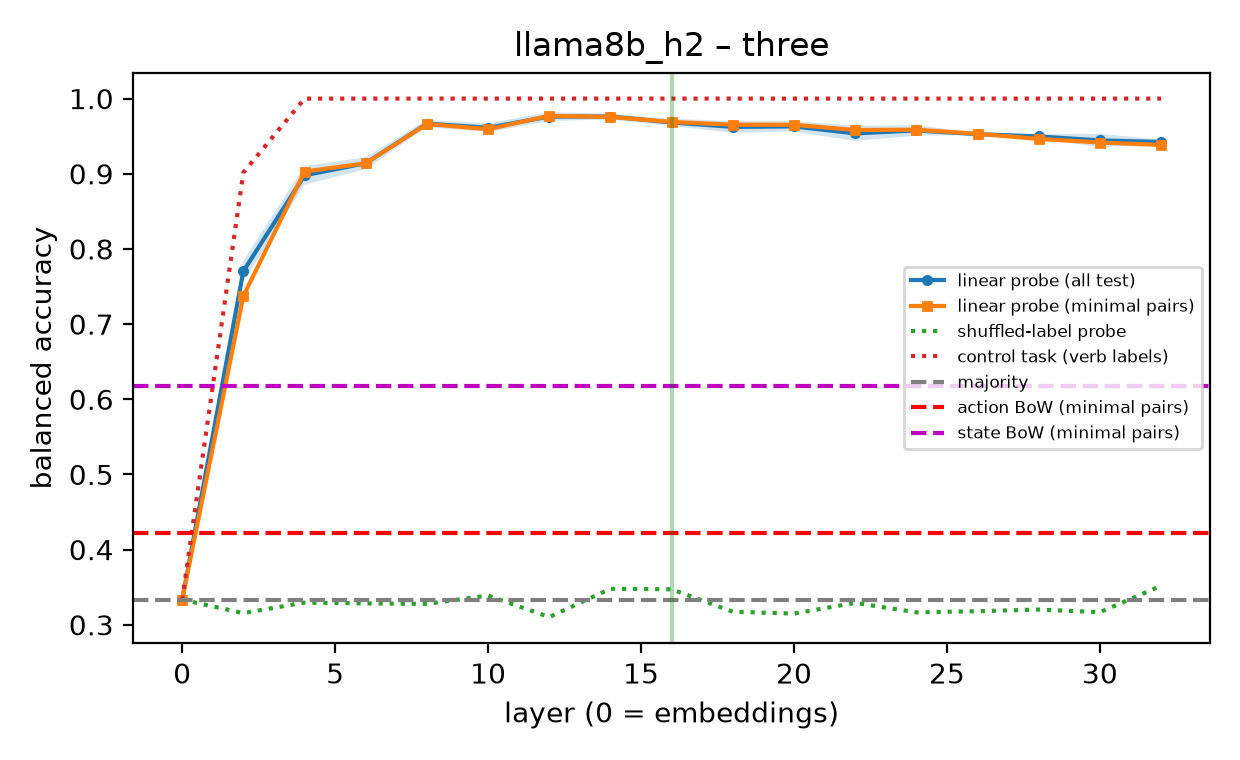 llama8b_h2 – three
balanced accuracy
1.0
0.9
0.8
0.7
0.6
0.5
0.4
0.3
linear probe (all test)
linear probe (minimal pairs)
shuffled-label probe
control task (verb labels)
majority
action BoW (minimal pairs)
state BoW (minimal pairs)
0 5 10 15 20 25 30
layer (0 = embeddings)